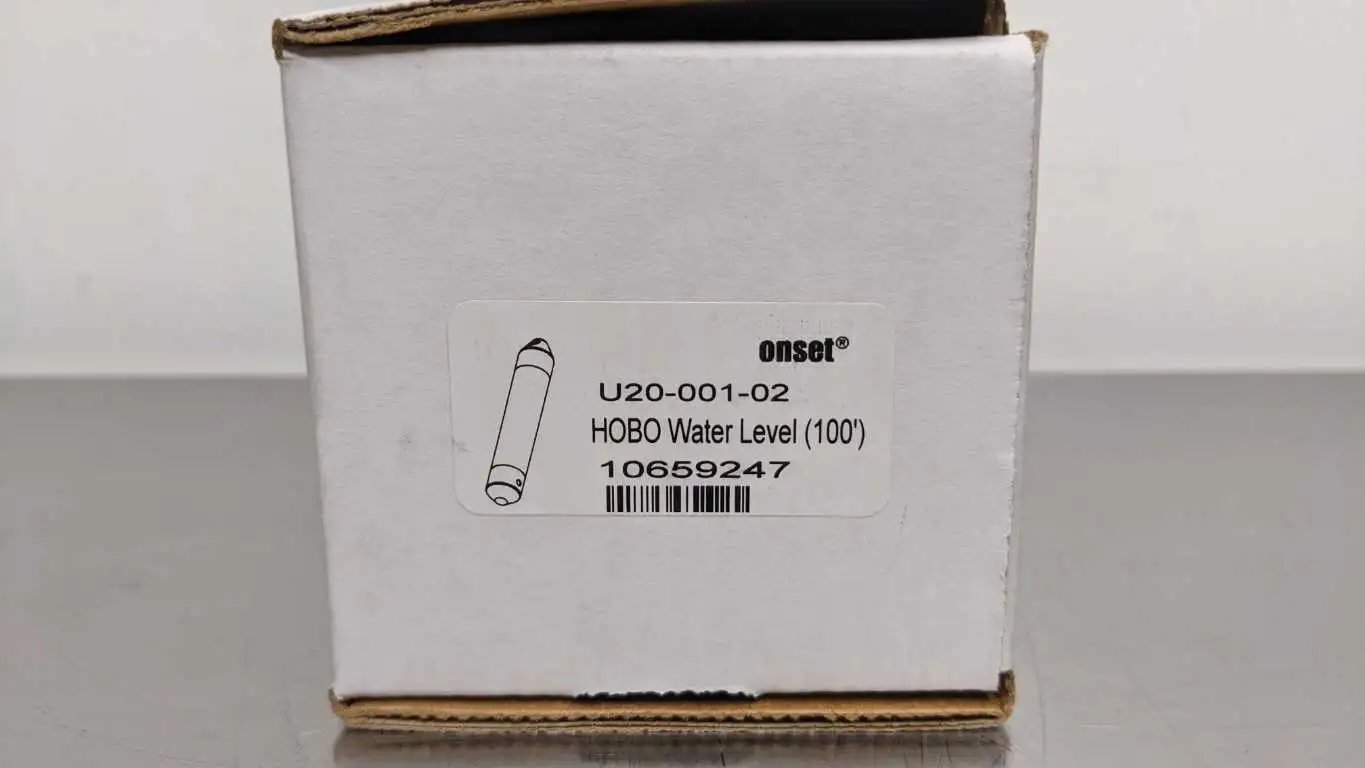 onset®
U20-001-02
HOBO Water Level (100')
10659247